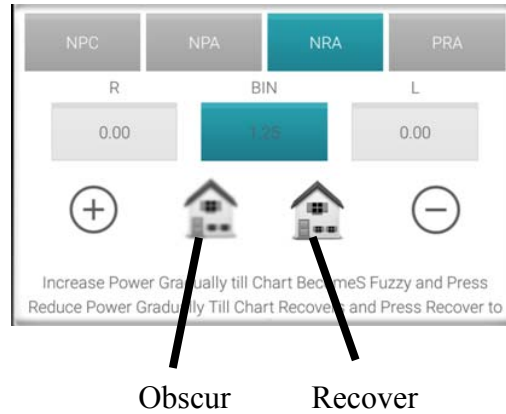 NPC NPA NRA PRA
R BIN L
0.00 1.25 0.00
Increase Power Gradually till Chart BecomeS Fuzzy and Press
Reduce Power Gradually Till Chart Recovers and Press Recover to
Obscur Recover